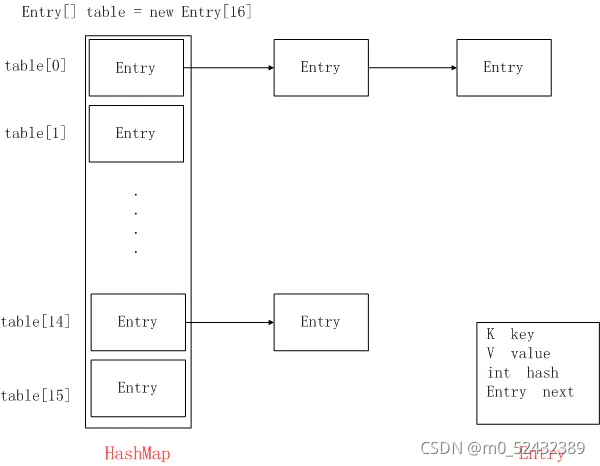 Entry[] table = new Entry[16]
table[0] Entry Entry Entry
table[1] Entry
table[14] Entry Entry
table[15] Entry
K key
V value
int hash
Entry next
HashMap
Entry
CSDN @m0_52432389